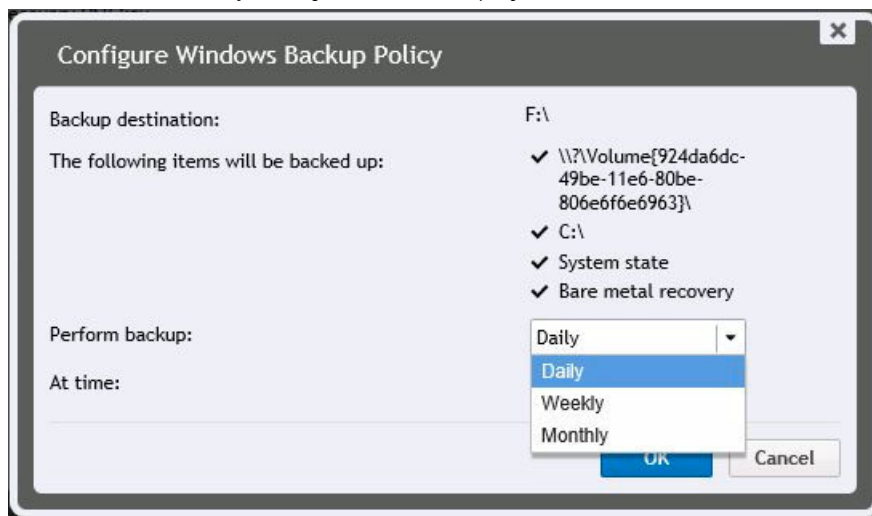 Configure Windows Backup Policy
Backup destination:
F:\
The following items will be backed up:
\\?\Volume{924da6dc-
49be-11e6-80be-
806e6f6e6963}\
C:\
System state
Bare metal recovery
Perform backup:
Daily
Daily
Weekly
Monthly
At time:
OK
Cancel